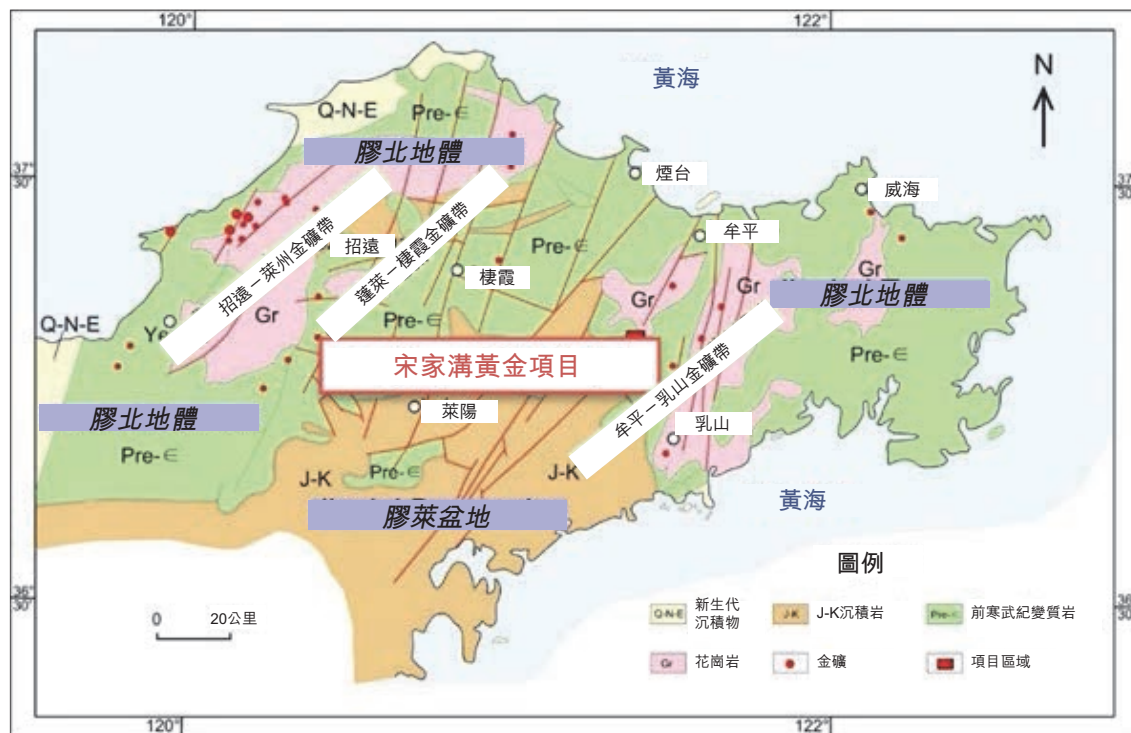 120°
122°
黃海
N
Q-N-E
Pre-∈
膠北地體
37°
30'
煙台
威海
招遠
牟平
招遠－萊州金礦帶
蓬萊－棲霞金礦帶
Pre-∈
棲霞
Gr
Gr
Gr
膠北地體
Q-N-E
Gr
Pre-∈
Pre-∈
宋家溝黃金項目
牟平－乳山金礦帶
萊陽
膠北地體
乳山
Pre-∈
J-K
Pre-∈
J-K
膠萊盆地
黃海
圖例
36°
30'
0 20公里
Q-N-E 新生代
沉積物
J-K J-K沉積岩
Pre-∈ 前寒武紀變質岩
Gr 花崗岩
金礦
項目區域
120°
122°